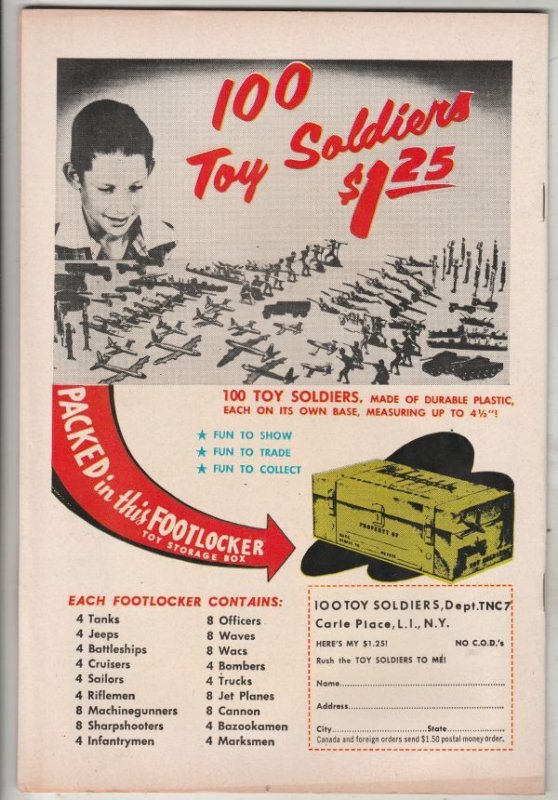 100
Toy Soldiers
$1.25
100 TOY SOLDIERS, MADE OF DURABLE PLASTIC,
EACH ON ITS OWN BASE, MEASURING UP TO 4½"!
★ FUN TO SHOW
★ FUN TO TRADE
★ FUN TO COLLECT
PACKED in this FOOTLOCKER
TOY STORAGE BOX
PROPERTY OF
EACH FOOTLOCKER CONTAINS:
4 Tanks
4 Jeeps
4 Battleships
4 Cruisers
4 Sailors
4 Riflemen
8 Machinegunners
8 Sharpshooters
4 Infantrymen
8 Officers
8 Waves
8 Wacs
4 Bombers
4 Trucks
8 Jet Planes
8 Cannon
4 Bazookamen
4 Marksmen
100 TOY SOLDIERS, Dept. TNC7
Carle Place, L.I., N.Y.
HERE'S MY $1.25! NO C.O.D.'s
Rush the TOY SOLDIERS TO ME!
Name
Address
City State
Canada and foreign orders send $1.50 postal money order.